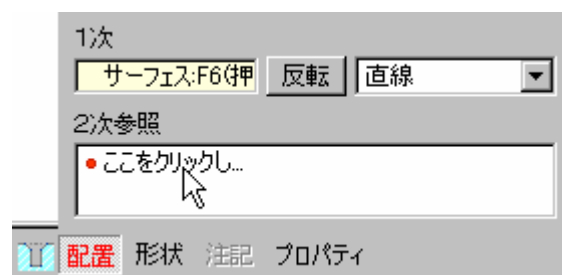 1次
サーフェス:F6(押 反転 直線
2次参照
ここをクリックし...
配置 形状 注記 プロパティ